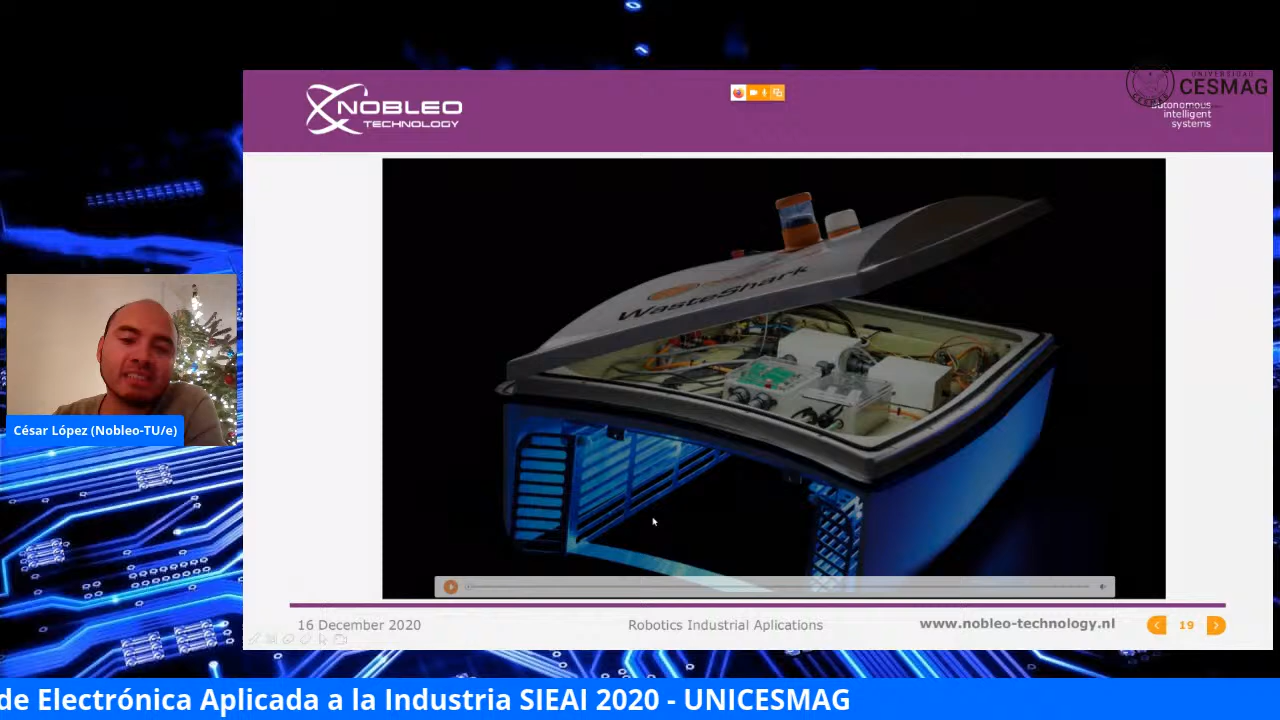 NOBLEO
TECHNOLOGY
UNIVERSIDAD
CESMAG
autonomous
intelligent
systems
WasteShark
César López (Nobleo-TU/e)
16 December 2020
Robotics Industrial Aplications
www.nobleo-technology.nl
19
de Electrónica Aplicada a la Industria SIEAI 2020 - UNICESMAG